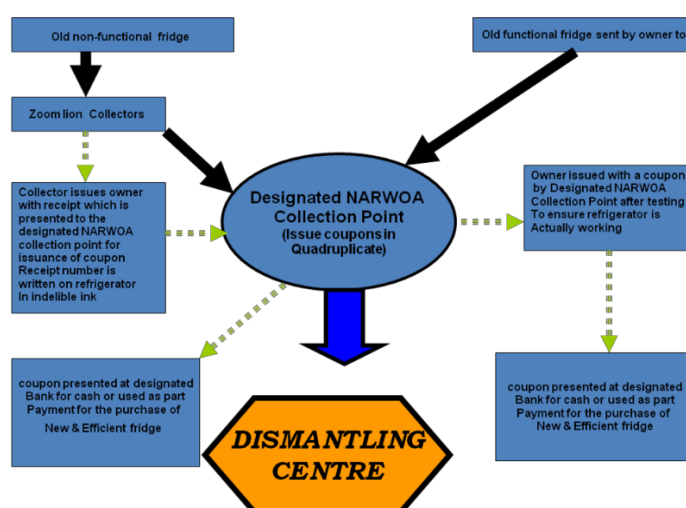 Old non-functional fridge
Old functional fridge sent by owner to
Zoom lion Collectors
Collector issues owner
with receipt which is
presented to the
designated NARWOA
collection point for
issuance of coupon
Receipt number is
written on refrigerator
In indelible ink
Designated NARWOA
Collection Point
(Issue coupons in
Quadruplicate)
Owner issued with a coupon
by Designated NARWOA
Collection Point after testing
To ensure refrigerator is
Actually working
coupon presented at designated
Bank for cash or used as part
Payment for the purchase of
New & Efficient fridge
DISMANTLING
CENTRE
coupon presented at designated
Bank for cash or used as part
Payment for the purchase of
New & Efficient fridge